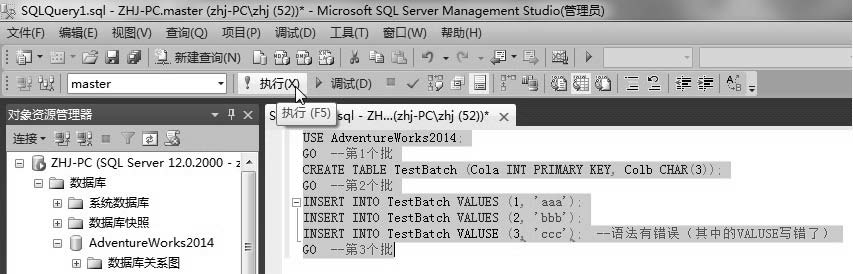 SQLQuery1.sql - ZHJ-PC.master (zhj-PC\zhj (52))* - Microsoft SQL Server Management Studio(管理员)
文件(F) 编辑(E) 视图(V) 查询(Q) 项目(P) 调试(D) 工具(T) 窗口(W) 帮助(H)
新建查询(N)
master 执行(X) 调试(D)
对象资源管理器
sql - ZH...(zhj-PC\zhj (52))*
执行 (F5)
连接
ZHJ-PC (SQL Server 12.0.2000 - z
数据库
系统数据库
数据库快照
AdventureWorks2014
数据库关系图
USE AdventureWorks2014;
GO --第1个批
CREATE TABLE TestBatch (Cola INT PRIMARY KEY, Colb CHAR(3));
GO --第2个批
INSERT INTO TestBatch VALUES (1, 'aaa');
INSERT INTO TestBatch VALUES (2, 'bbb');
INSERT INTO TestBatch VALUSE (3, 'ccc'); --语法有错误（其中的VALUSE写错了）
GO --第3个批